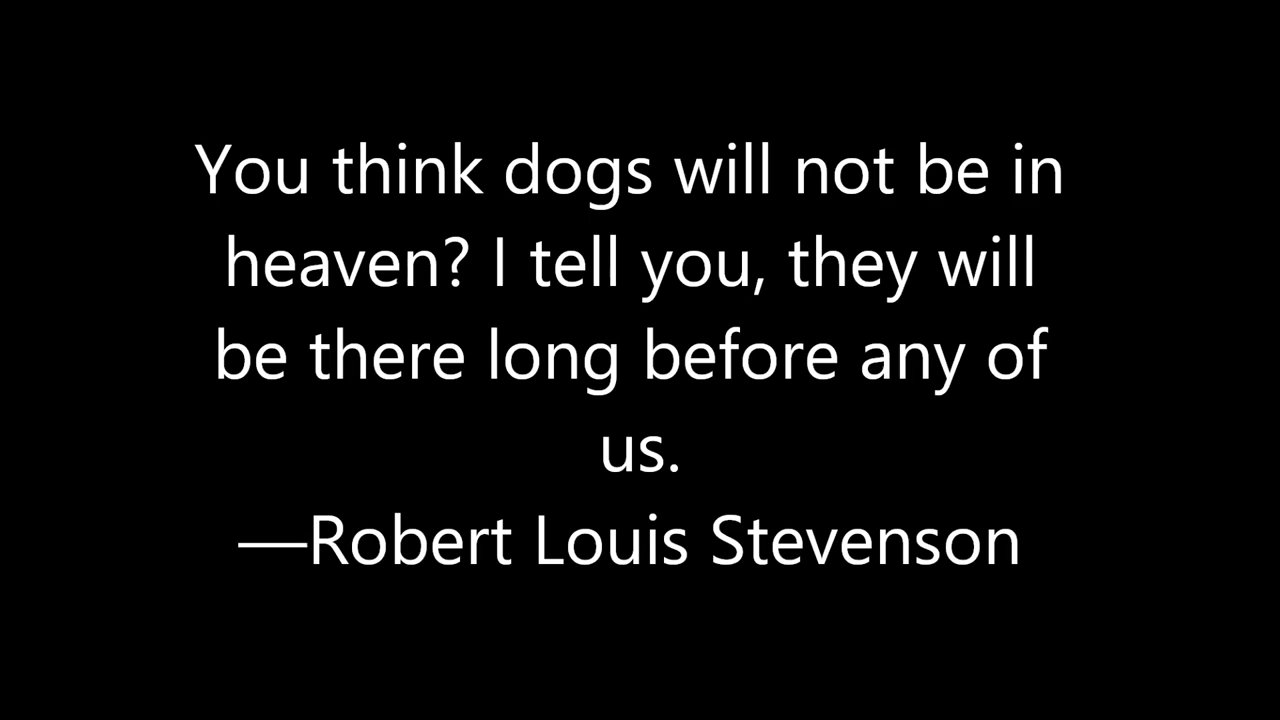 You think dogs will not be in
heaven? I tell you, they will
be there long before any of
us.
—Robert Louis Stevenson